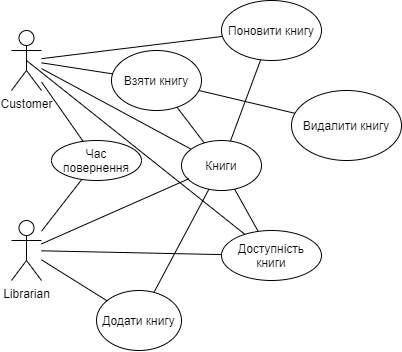 Поновити книгу
Взяти книгу
Customer
Видалити книгу
Час
повернення
Книги
Доступність
книги
Librarian
Додати книгу